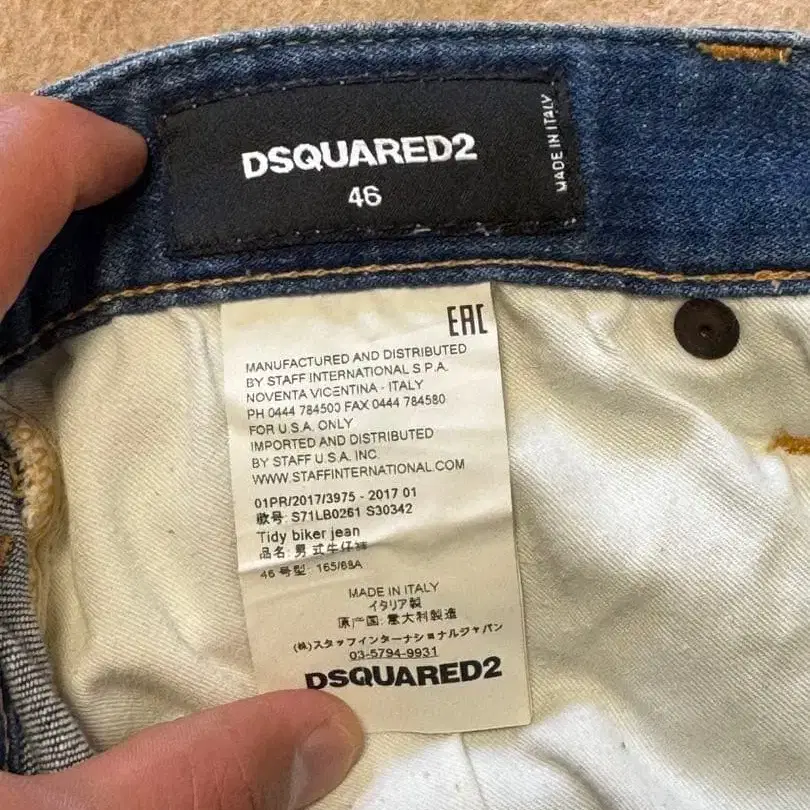 DSQUARED2
46
MADE IN ITALY
EAC
MANUFACTURED AND DISTRIBUTED
BY STAFF INTERNATIONAL S.P.A.
NOVENTA VICENTINA - ITALY
PH 0444 784500 FAX 0444 784580
FOR U.S.A. ONLY
IMPORTED AND DISTRIBUTED
BY STAFF U.S.A. INC.
WWW.STAFFINTERNATIONAL.COM
01PR/2017/3975 - 2017 01
款号 S71LB0261 S30342
Tidy biker jean
品名: 男式牛仔裤
46 号型: 165/68A
MADE IN ITALY
イタリア製
原产国: 意大利製造
(株)スタッフインターナショナルジャパン
03-5794-9931
DSQUARED2